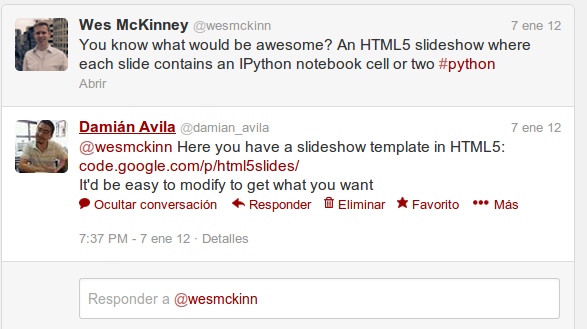 Wes McKinney @wesmckinn 7 ene 12
You know what would be awesome? An HTML5 slideshow where
each slide contains an IPython notebook cell or two #python
Abrir
Damián Avila @damian_avila 7 ene 12
@wesmckinn Here you have a slideshow template in HTML5:
code.google.com/p/html5slides/
It'd be easy to modify to get what you want
Ocultar conversación Responder Eliminar Favorito Más
7:37 PM - 7 ene 12 · Detalles
Responder a @wesmckinn